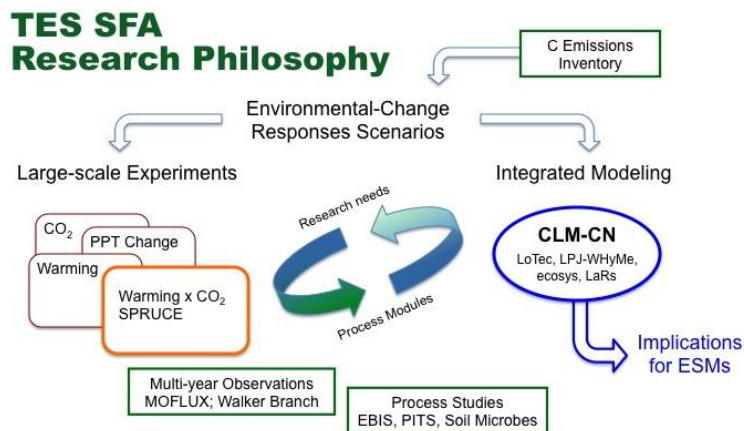 TES SFA
Research Philosophy
C Emissions
Inventory
Environmental-Change
Responses Scenarios
Large-scale Experiments
Integrated Modeling
CO₂
PPT Change
Warming
Warming x CO₂
SPRUCE
Research needs
Process Modules
CLM-CN
LoTec, LPJ-WHyMe,
ecosys, LaRs
Implications
for ESMs
Multi-year Observations
MOFLUX; Walker Branch
Process Studies
EBIS, PITS, Soil Microbes